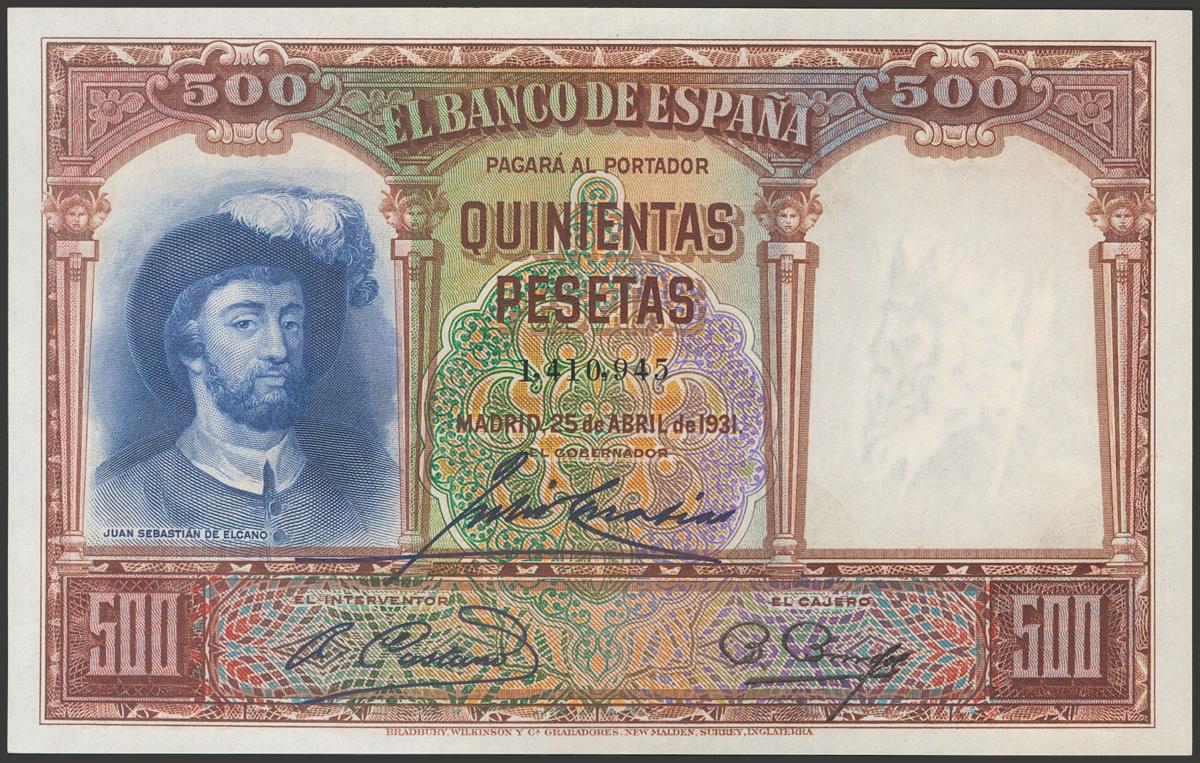 500
500
EL BANCO DE ESPAÑA
PAGARÁ AL PORTADOR
QUINIENTAS
PESETAS
1,410,945
MADRID, 25 de ABRIL de 1931.
EL GOBERNADOR
JUAN SEBASTIÁN DE ELCANO
EL INTERVENTOR
EL CAJERO
500
500
BRADBURY, WILKINSON Y Cª GRABADORES, NEW MALDEN, SURREY, INGLATERRA